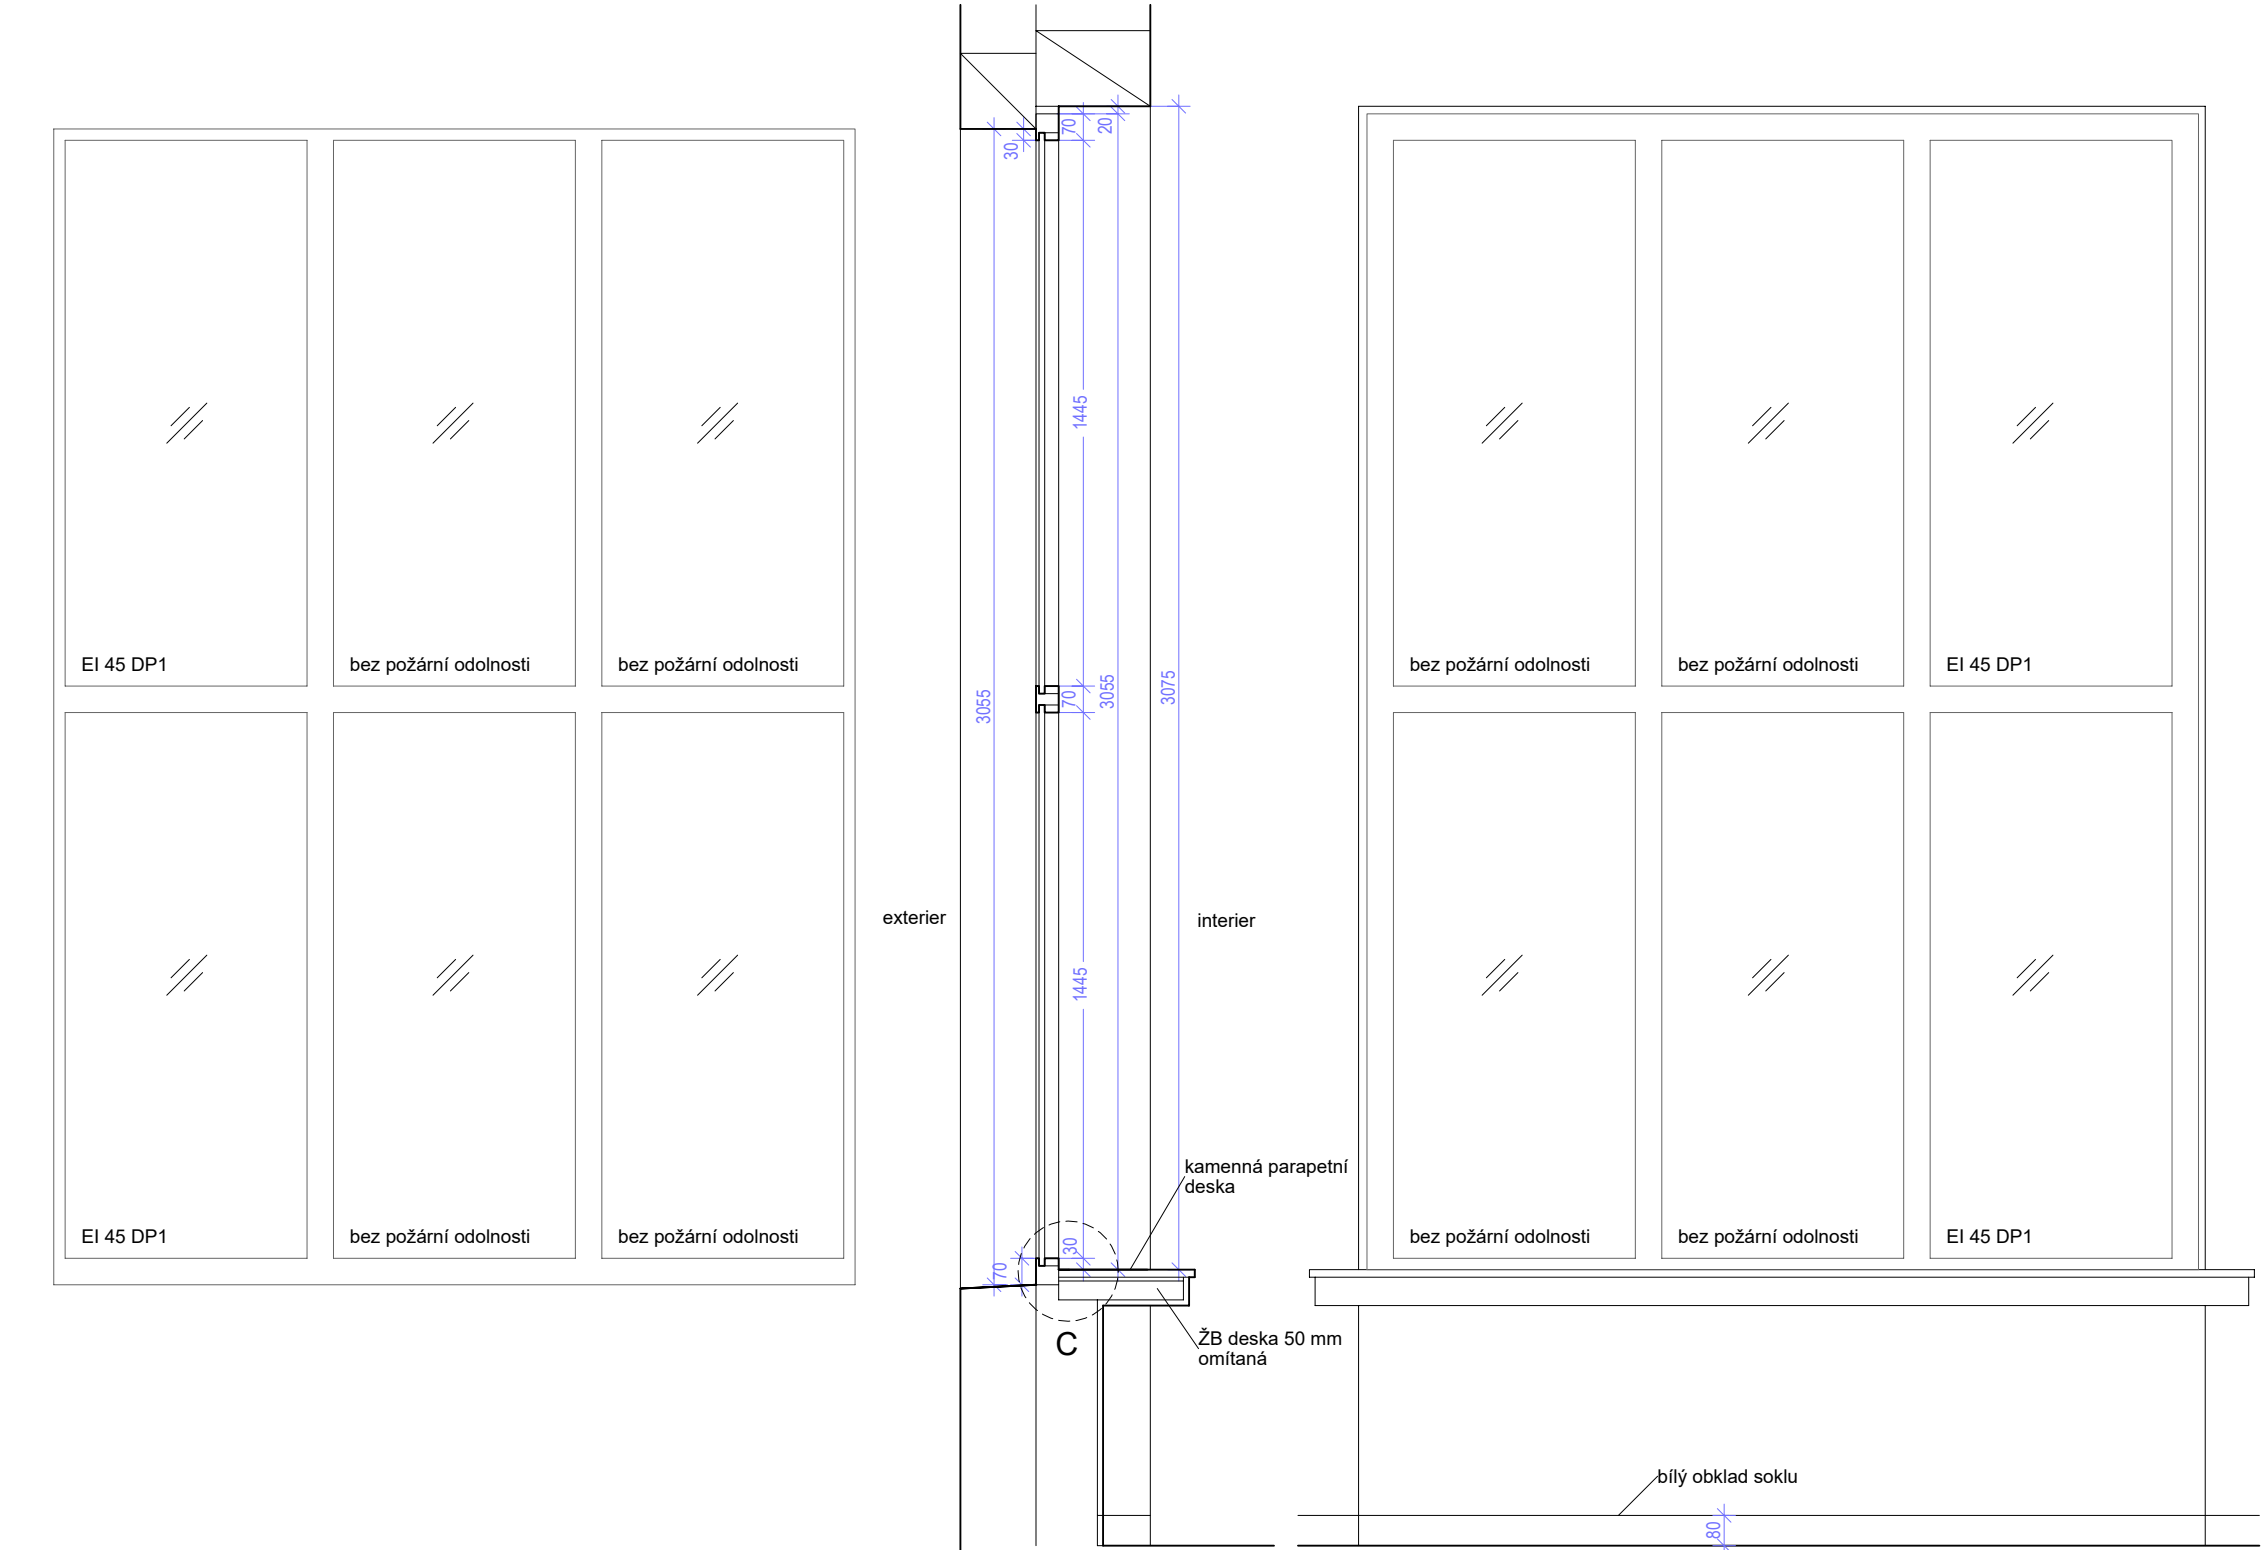 EI 45 DP1
bez požární odolnosti
bez požární odolnosti
EI 45 DP1
bez požární odolnosti
bez požární odolnosti
exterier
interier
30
70
20
1445
3055
70
3055
3075
1445
30
70
kamenná parapetní
deska
C
ŽB deska 50 mm
omítaná
bez požární odolnosti
bez požární odolnosti
EI 45 DP1
bez požární odolnosti
bez požární odolnosti
EI 45 DP1
bílý obklad soklu
80